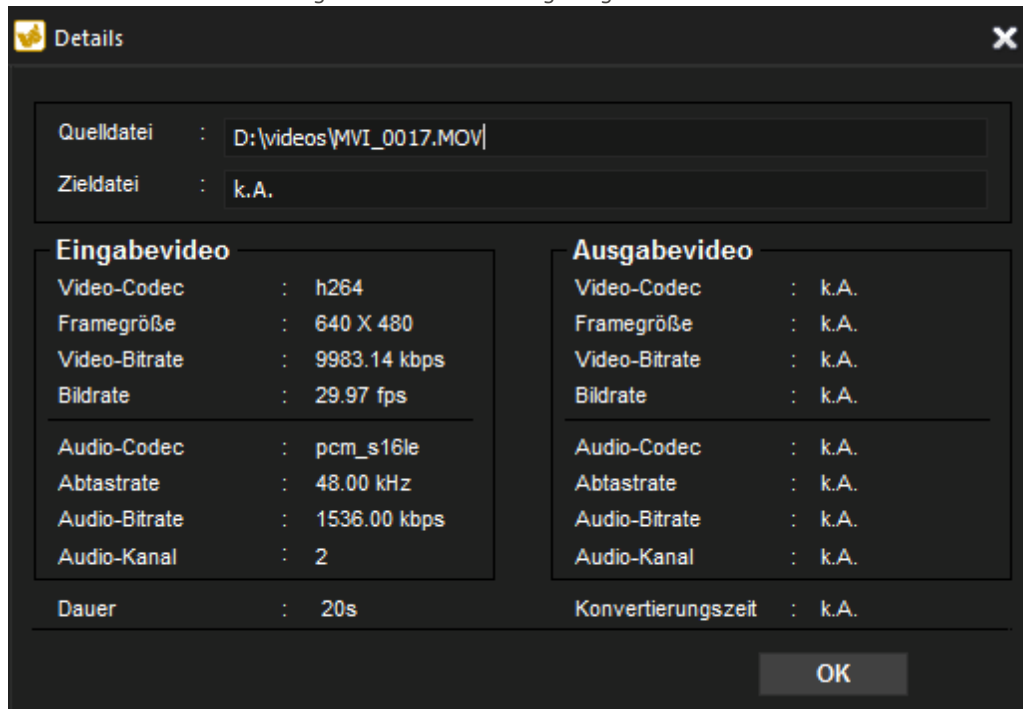 Details
Quelldatei : D:\videos\MVI_0017.MOV
Zieldatei : k.A.
Eingabevideo
Video-Codec : h264
Framegröße : 640 X 480
Video-Bitrate : 9983.14 kbps
Bildrate : 29.97 fps
Audio-Codec : pcm_s16le
Abtastrate : 48.00 kHz
Audio-Bitrate : 1536.00 kbps
Audio-Kanal : 2
Dauer : 20s
Ausgabevideo
Video-Codec : k.A.
Framegröße : k.A.
Video-Bitrate : k.A.
Bildrate : k.A.
Audio-Codec : k.A.
Abtastrate : k.A.
Audio-Bitrate : k.A.
Audio-Kanal : k.A.
Konvertierungszeit : k.A.
OK